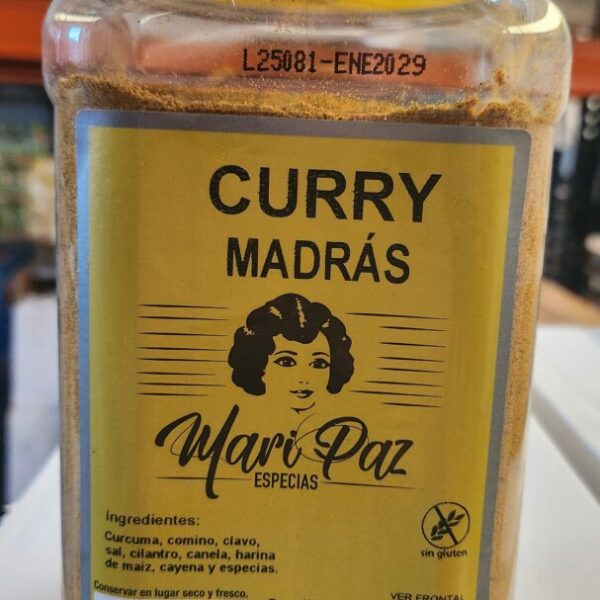 L25081-ENE2029
CURRY
MADRÁS
Mari Paz
ESPECIAS
Ingredientes:
Curcuma, comino, clavo,
sal, cilantro, canela, harina
de maiz, cayena y especias.
sin gluten
Conservar en lugar seco y fresco.
VER FRONTAL